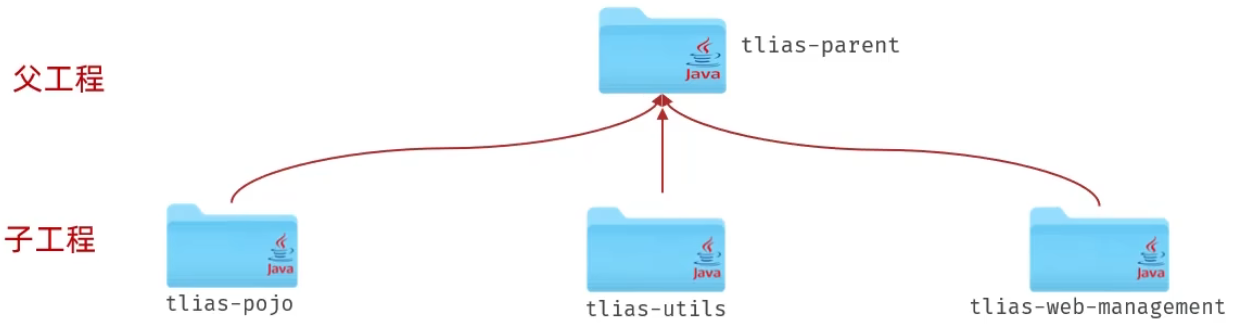 tlias-parent
Java
父工程
子工程
Java
Java
Java
tlias-pojo
tlias-utils
tlias-web-management